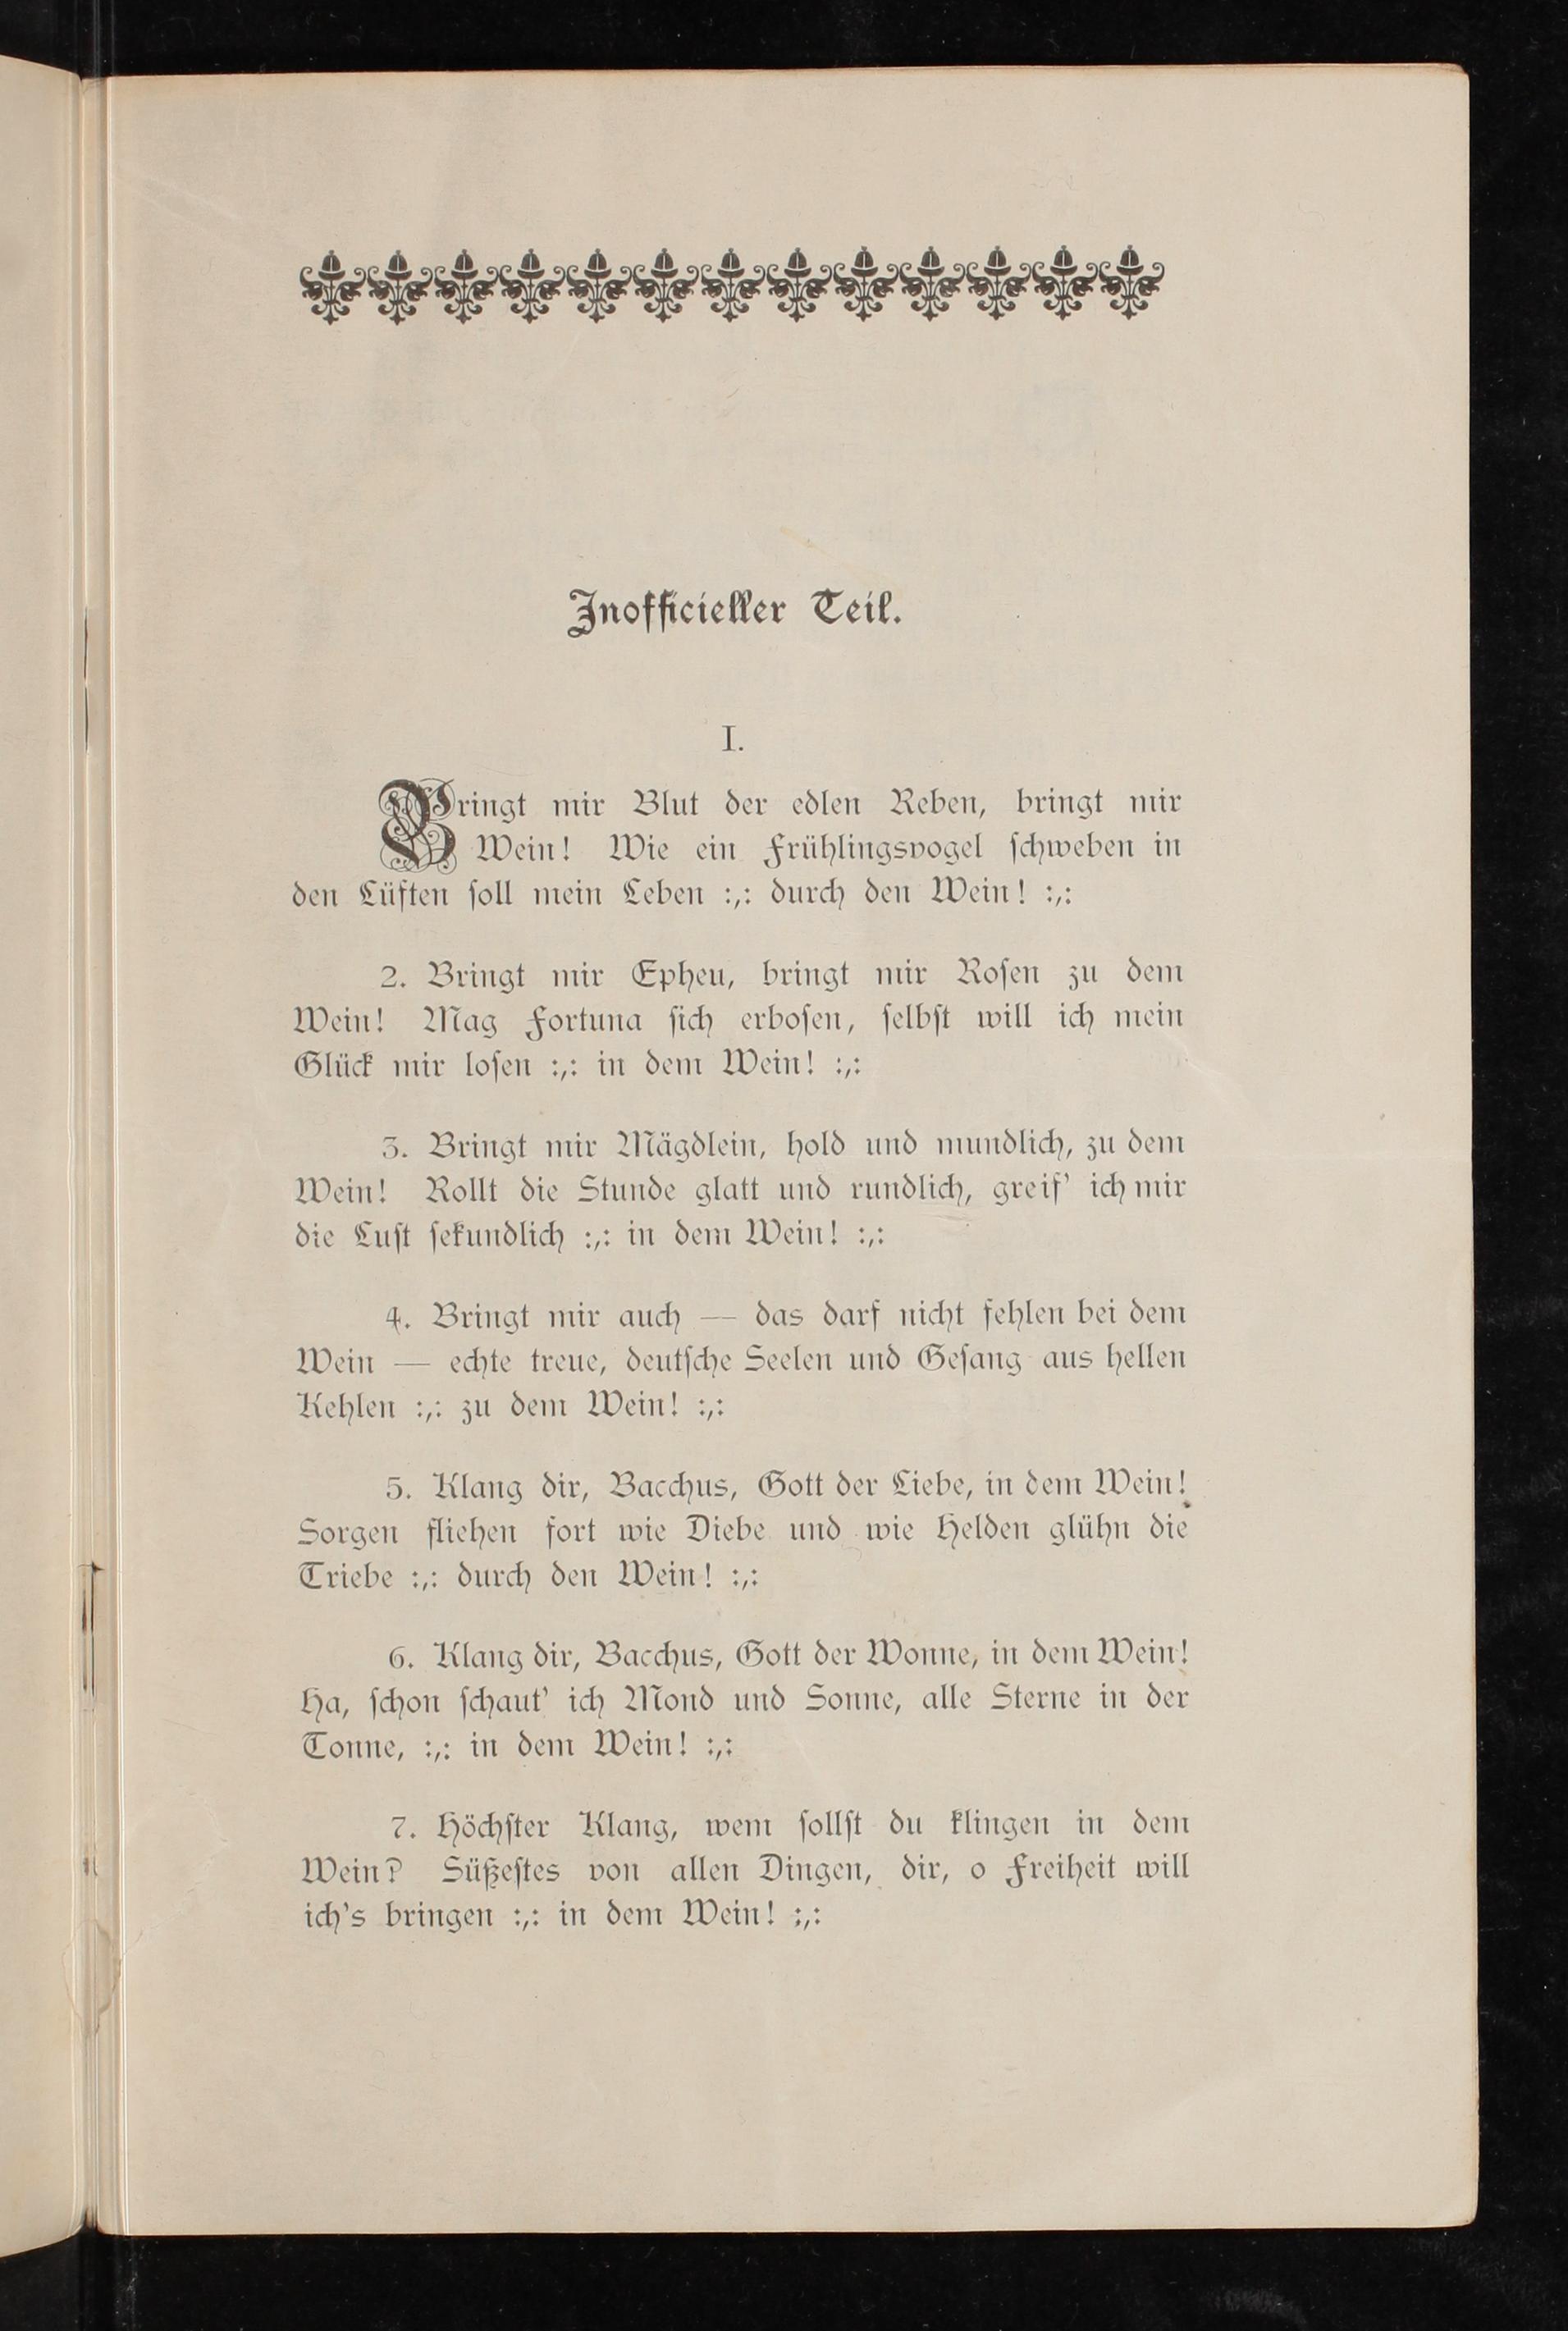 Inofficieller Teil.
I.
Bringt mir Blut der edlen Reben, bringt mir
Wein! Wie ein Frühlingsvogel ſchweben in
den Lüften ſoll mein Leben :,: durch den Wein! :,:
2. Bringt mir Epheu, bringt mir Roſen zu dem
Wein! Mag Fortuna ſich erboſen, ſelbſt will ich mein
Glück mir loſen :,: in dem Wein! :,:
3. Bringt mir Mägdlein, hold und mundlich, zu dem
Wein! Rollt die Stunde glatt und rundlich, greif' ich mir
die Luſt ſekundlich :,: in dem Wein! :,:
4. Bringt mir auch — das darf nicht fehlen bei dem
Wein — echte treue, deutſche Seelen und Geſang aus hellen
Kehlen :,: zu dem Wein! :,:
5. Klang dir, Bacchus, Gott der Liebe, in dem Wein!
Sorgen fliehen fort wie Diebe und wie Helden glühn die
Triebe :,: durch den Wein! :,:
6. Klang dir, Bacchus, Gott der Wonne, in dem Wein!
Ha, ſchon ſchaut' ich Mond und Sonne, alle Sterne in der
Tonne, :,: in dem Wein! :,:
7. Höchſter Klang, wem ſollſt du klingen in dem
Wein? Süßeſtes von allen Dingen, dir, o Freiheit will
ich's bringen :,: in dem Wein! :,: